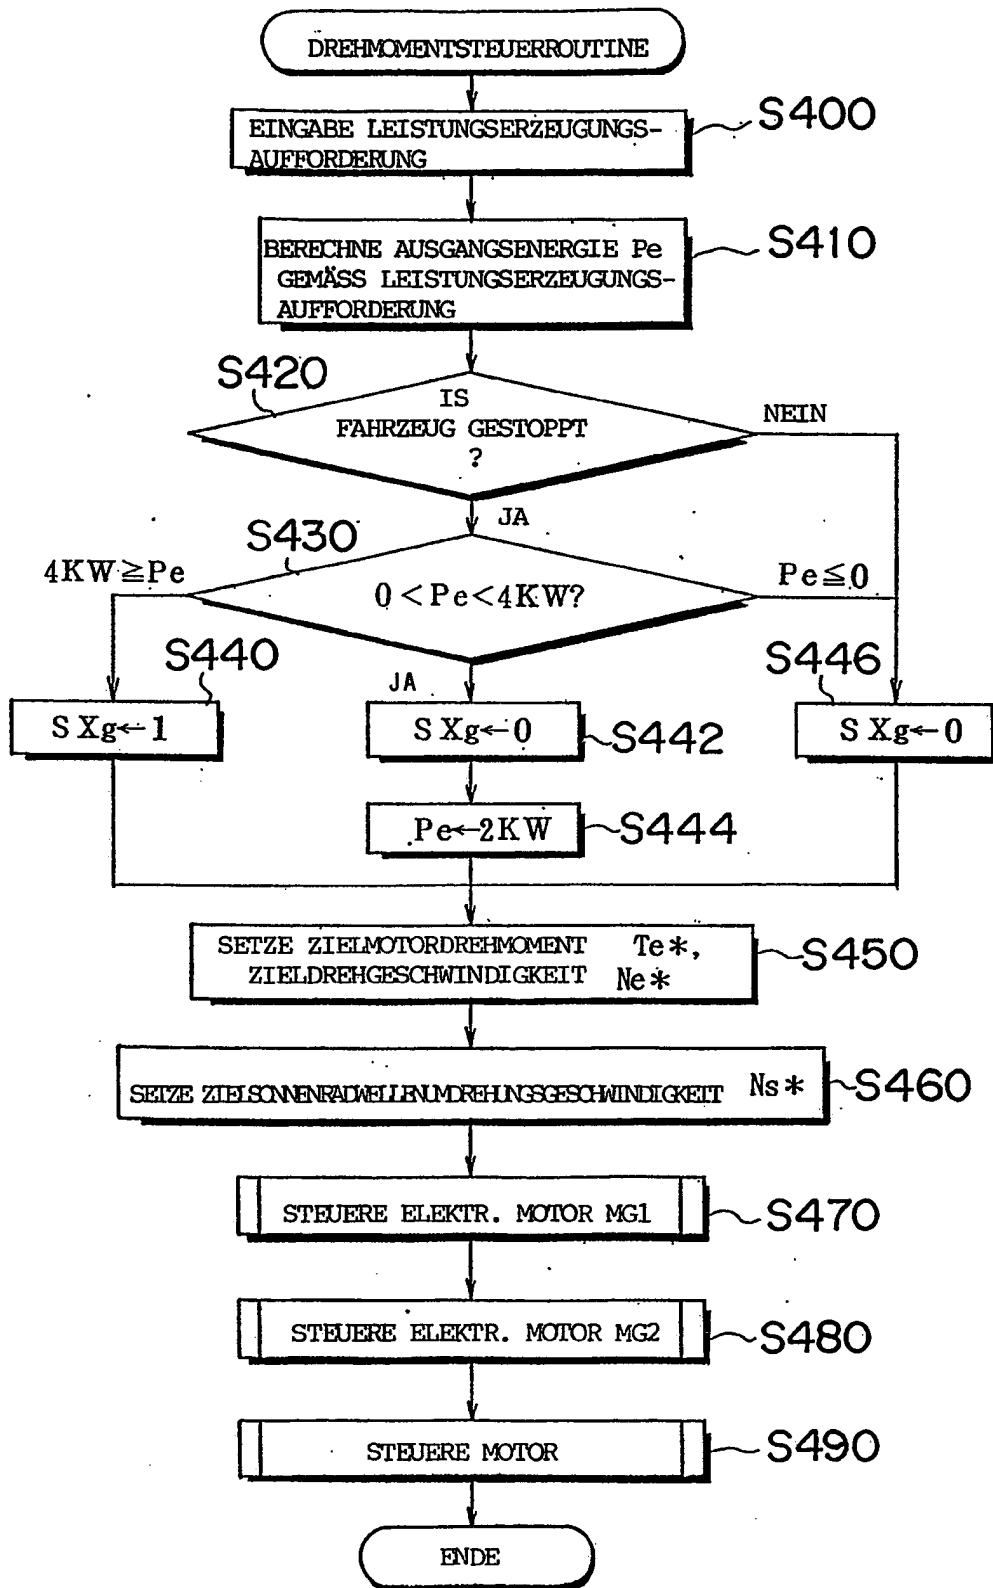 DREHMOMENTSTEUERROUTINE
EINGABE LEISTUNGSERZEUGUNGS-
AUFFORDERUNG
S400
BERECHNE AUSGANGSENERGIE Pe
GEMÄSS LEISTUNGSERZEUGUNGS-
AUFFORDERUNG
S410
S420
IS
FAHRZEUG GESTOPPT
?
NEIN
JA
S430
4KW≧Pe
0<Pe<4KW?
Pe≦0
S440
JA
S446
S Xg←1
S Xg←0
S442
S Xg←0
Pe←2KW
S444
SETZE ZIELMOTORDREHMOMENT Te*,
ZIELDREHGESCHWINDIGKEIT Ne*
S450
SETZE ZIELSONNENRADWELLENUMDREHUNGSGESCHWINDIGKEIT Ns*
S460
STEUERE ELEKTR. MOTOR MG1
S470
STEUERE ELEKTR. MOTOR MG2
S480
STEUERE MOTOR
S490
ENDE